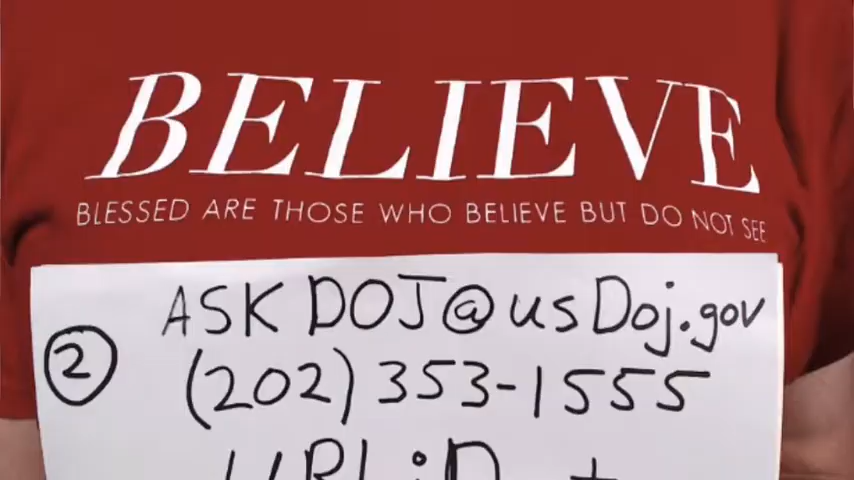 BELIEVE
BLESSED ARE THOSE WHO BELIEVE BUT DO NOT SEE
ASK DOJ@usDoj.gov
②
(202) 353-1555